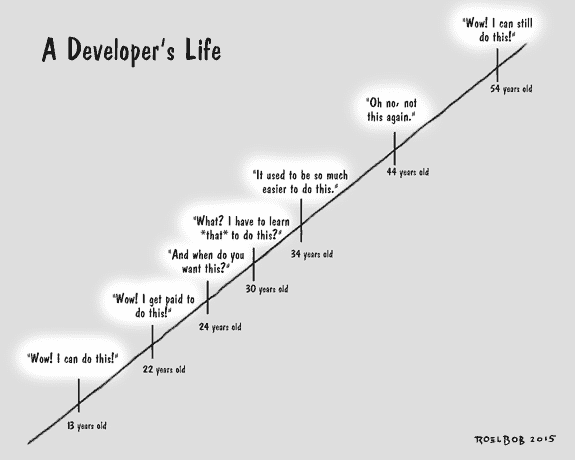 A Developer's Life
"Wow! I can still
do this!"
54 years old
"Oh no, not
this again."
44 years old
"It used to be so much
easier to do this."
34 years old
"What? I have to learn
*that* to do this?"
30 years old
"And when do you
want this?"
24 years old
"Wow! I get paid to
do this!"
22 years old
"Wow! I can do this!"
13 years old
ROELBOB 2015